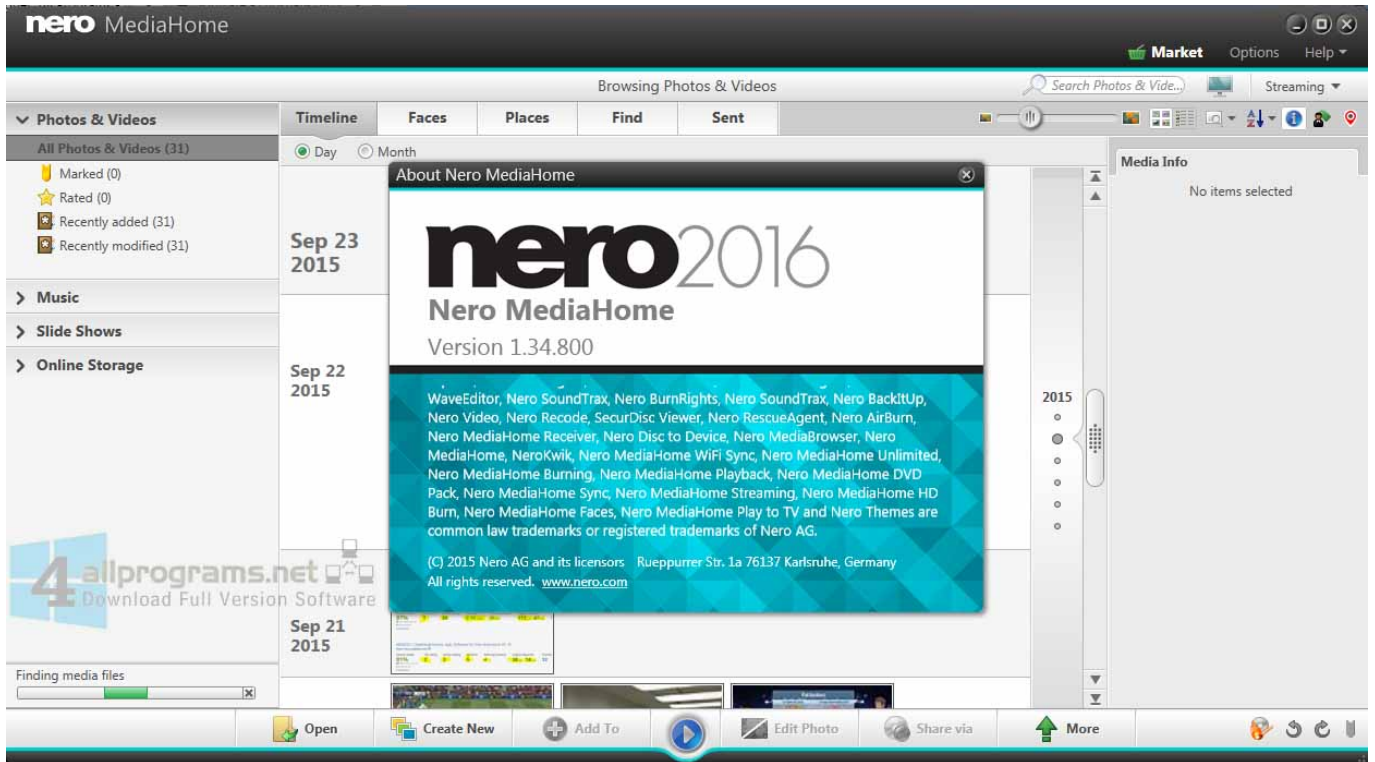 nero MediaHome
Market Options Help
Browsing Photos & Videos
Search Photos & Vide...
Streaming
Photos & Videos
Timeline Faces Places Find Sent
All Photos & Videos (31)
Day Month
Marked (0)
Rated (0)
Recently added (31)
Recently modified (31)
Music
Slide Shows
Online Storage
Sep 23
2015
Sep 22
2015
Sep 21
2015
About Nero MediaHome
nero2016
Nero MediaHome
Version 1.34.800
WaveEditor, Nero SoundTrax, Nero BurnRights, Nero SoundTrax, Nero BackItUp,
Nero Video, Nero Recode, SecurDisc Viewer, Nero RescueAgent, Nero AirBurn,
Nero MediaHome Receiver, Nero Disc to Device, Nero MediaBrowser, Nero
MediaHome, NeroKwik, Nero MediaHome WiFi Sync, Nero MediaHome Unlimited,
Nero MediaHome Burning, Nero MediaHome Playback, Nero MediaHome DVD
Pack, Nero MediaHome Sync, Nero MediaHome Streaming, Nero MediaHome HD
Burn, Nero MediaHome Faces, Nero MediaHome Play to TV and Nero Themes are
common law trademarks or registered trademarks of Nero AG.
(C) 2015 Nero AG and its licensors Rueppurrer Str. 1a 76137 Karlsruhe, Germany
All rights reserved. www.nero.com
2015
Media Info
No items selected
4allprograms.net
Download Full Version Software
Finding media files
Open Create New Add To Edit Photo Share via More